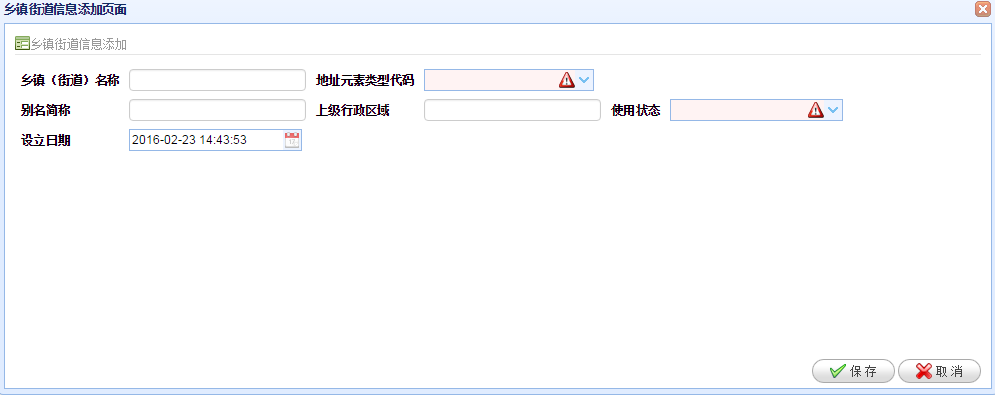 乡镇街道信息添加页面
乡镇街道信息添加
乡镇（街道）名称 地址元素类型代码
别名简称 上级行政区域 使用状态
设立日期 2016-02-23 14:43:53
保存 取消